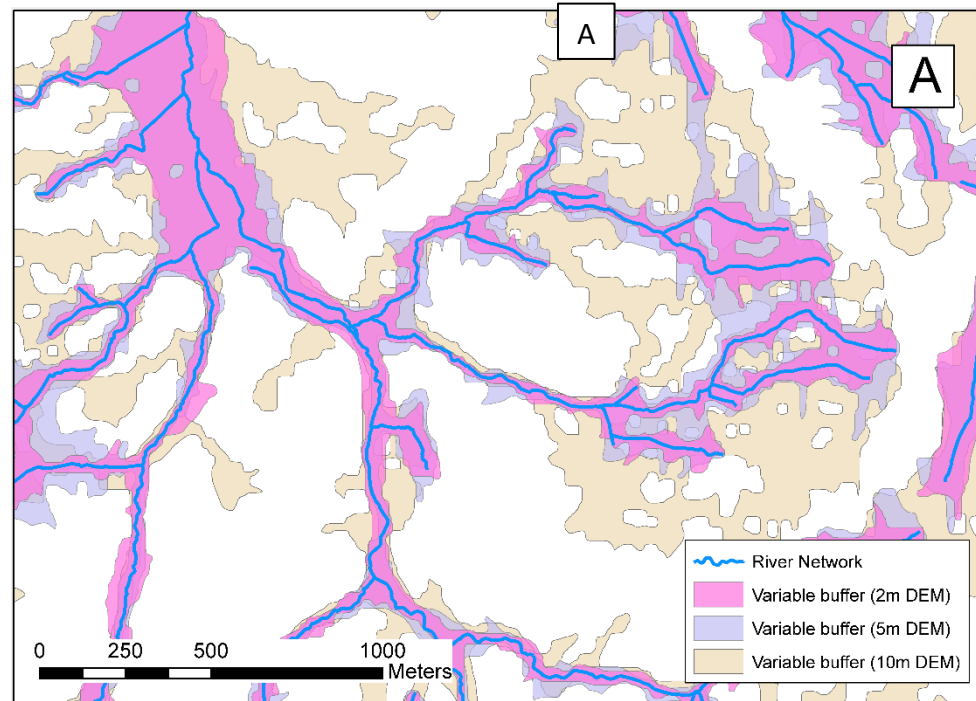 A
A
River Network
Variable buffer (2m DEM)
Variable buffer (5m DEM)
Variable buffer (10m DEM)
0 250 500 1000
Meters